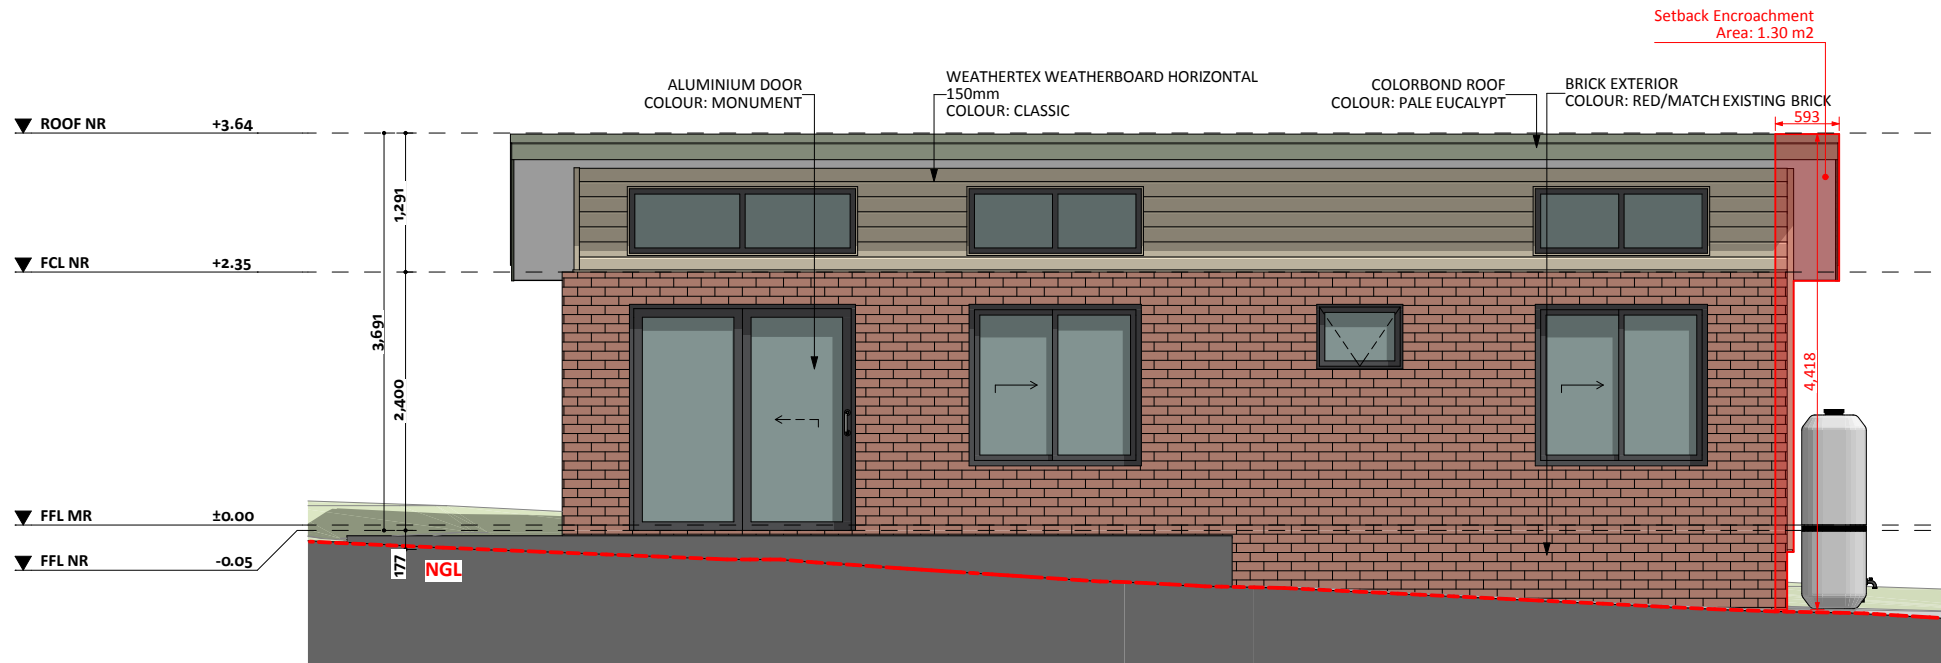 Setback Encroachment
Area: 1.30 m2
ALUMINIUM DOOR
COLOUR: MONUMENT
WEATHERTEX WEATHERBOARD HORIZONTAL
150mm
COLOUR: CLASSIC
COLORBOND ROOF
COLOUR: PALE EUCALYPT
BRICK EXTERIOR
COLOUR: RED/MATCH EXISTING BRICK
593
ROOF NR +3.64
1,291
FCL NR +2.35
3,691
2,400
4,418
FFL MR ±0.00
FFL NR -0.05
177
NGL